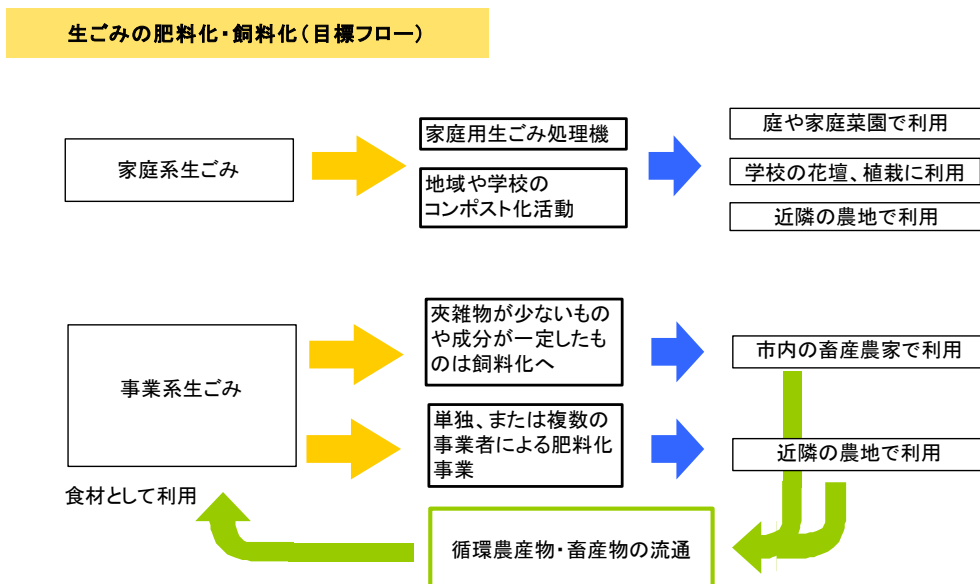 生ごみの肥料化・飼料化(目標フロー)
家庭系生ごみ
家庭用生ごみ処理機
地域や学校の
コンポスト化活動
庭や家庭菜園で利用
学校の花壇、植栽に利用
近隣の農地で利用
事業系生ごみ
夾雑物が少ないもの
や成分が一定したも
のは飼料化へ
単独、または複数の
事業者による肥料化
事業
市内の畜産農家で利用
近隣の農地で利用
食材として利用
循環農産物・畜産物の流通